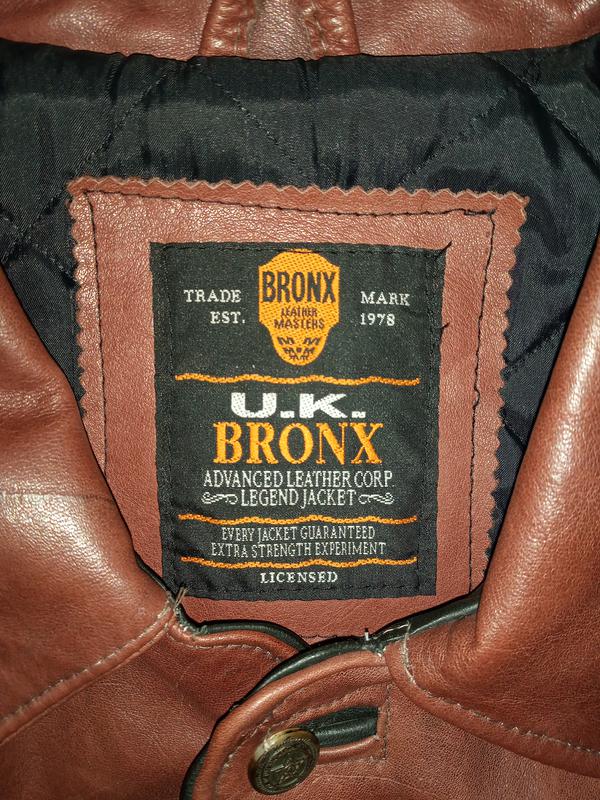 TRADE MARK
EST. 1978
BRONX
LEATHER
MASTERS
U.K.
BRONX
ADVANCED LEATHER CORP.
LEGEND JACKET
EVERY JACKET GUARANTEED
EXTRA STRENGTH EXPERIMENT
LICENSED